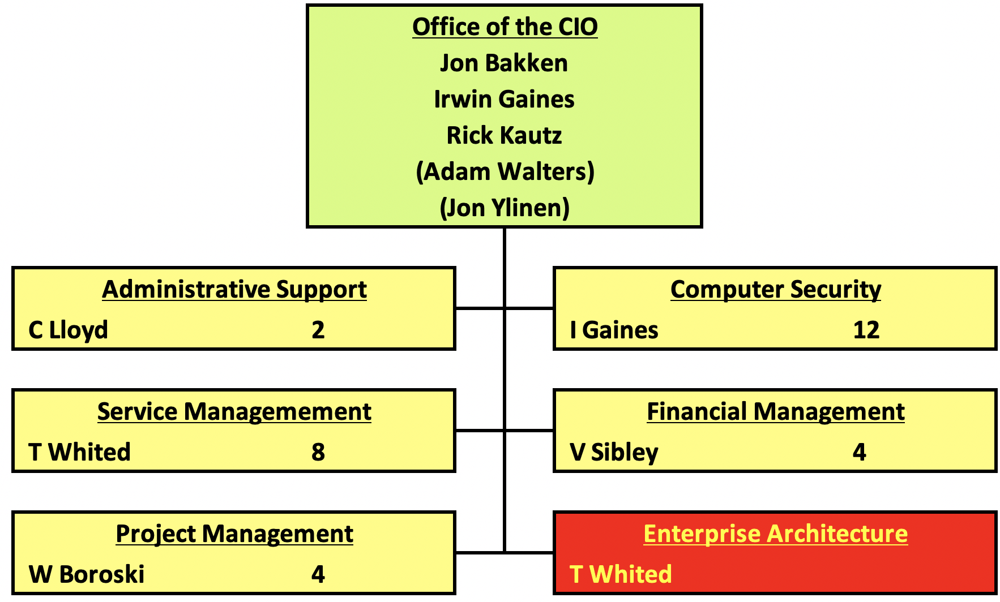 Office of the CIO
Jon Bakken
Irwin Gaines
Rick Kautz
(Adam Walters)
(Jon Ylinen)
Administrative Support
C Lloyd 2
Computer Security
I Gaines 12
Service Managemement
T Whited 8
Financial Management
V Sibley 4
Project Management
W Boroski 4
Enterprise Architecture
T Whited